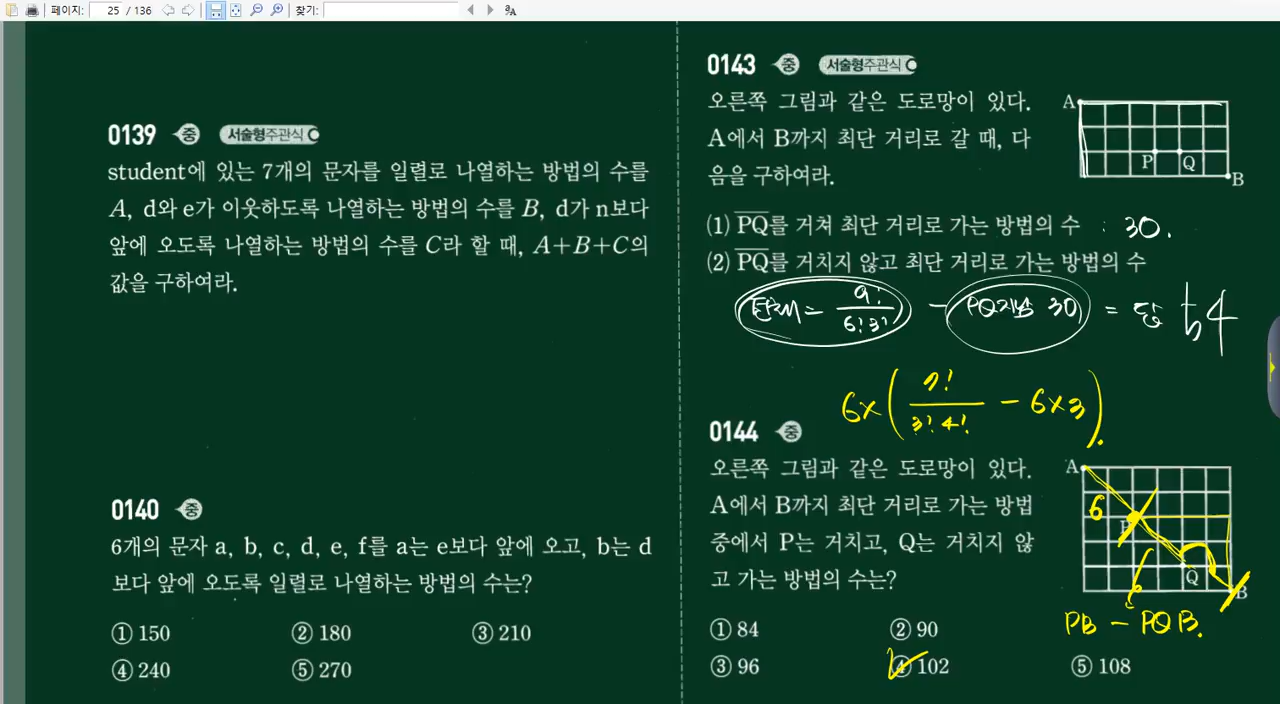 페이지: 25 / 136 찾기:
0139 중 서술형주관식
student에 있는 7개의 문자를 일렬로 나열하는 방법의 수를
A, d와 e가 이웃하도록 나열하는 방법의 수를 B, d가 n보다
앞에 오도록 나열하는 방법의 수를 C라 할 때, A+B+C의
값을 구하여라.
0140 중
6개의 문자 a, b, c, d, e, f를 a는 e보다 앞에 오고, b는 d
보다 앞에 오도록 일렬로 나열하는 방법의 수는?
① 150 ② 180 ③ 210
④ 240 ⑤ 270
0143 중 서술형주관식
오른쪽 그림과 같은 도로망이 있다.
A에서 B까지 최단 거리로 갈 때, 다
음을 구하여라.
A
P Q
B
(1) PQ를 거쳐 최단 거리로 가는 방법의 수 : 30.
(2) PQ를 거치지 않고 최단 거리로 가는 방법의 수
전체 = 9! / 6!3! - PQ지남 30 = 답 54
6× ( 7! / 3!4! - 6×3 ).
0144 중
오른쪽 그림과 같은 도로망이 있다.
A에서 B까지 최단 거리로 가는 방법
중에서 P는 거치고, Q는 거치지 않
고 가는 방법의 수는?
A
6
P
Q
6
B
PB - PQB.
① 84 ② 90
③ 96 ④ 102 ⑤ 108